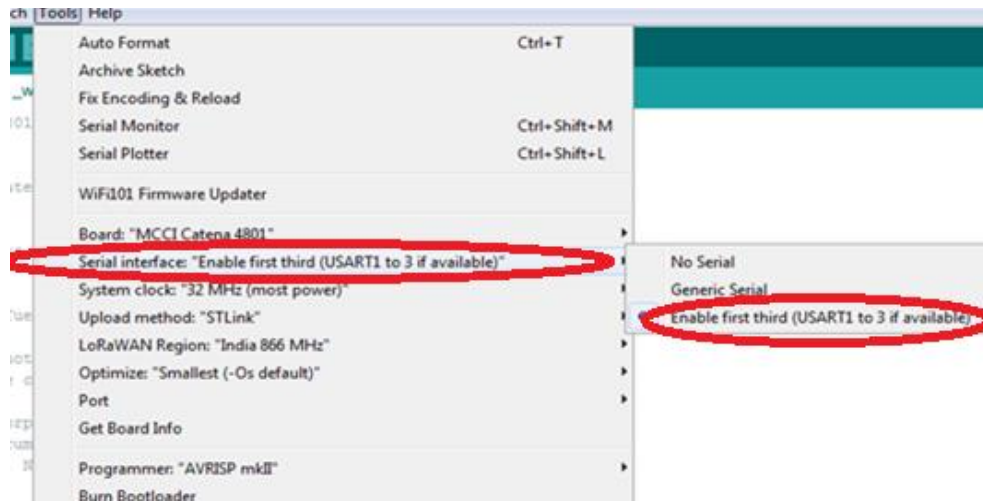 Tools Help
Auto Format Ctrl+T
Archive Sketch
Fix Encoding & Reload
Serial Monitor Ctrl+Shift+M
Serial Plotter Ctrl+Shift+L
WiFi101 Firmware Updater
Board: "MCCI Catena 4801"
Serial interface: "Enable first third (USART1 to 3 if available)"
System clock: "32 MHz (most power)"
Upload method: "STLink"
LoRaWAN Region: "India 866 MHz"
Optimize: "Smallest (-Os default)"
Port
Get Board Info
Programmer: "AVRISP mkII"
Burn Bootloader
No Serial
Generic Serial
Enable first third (USART1 to 3 if available)